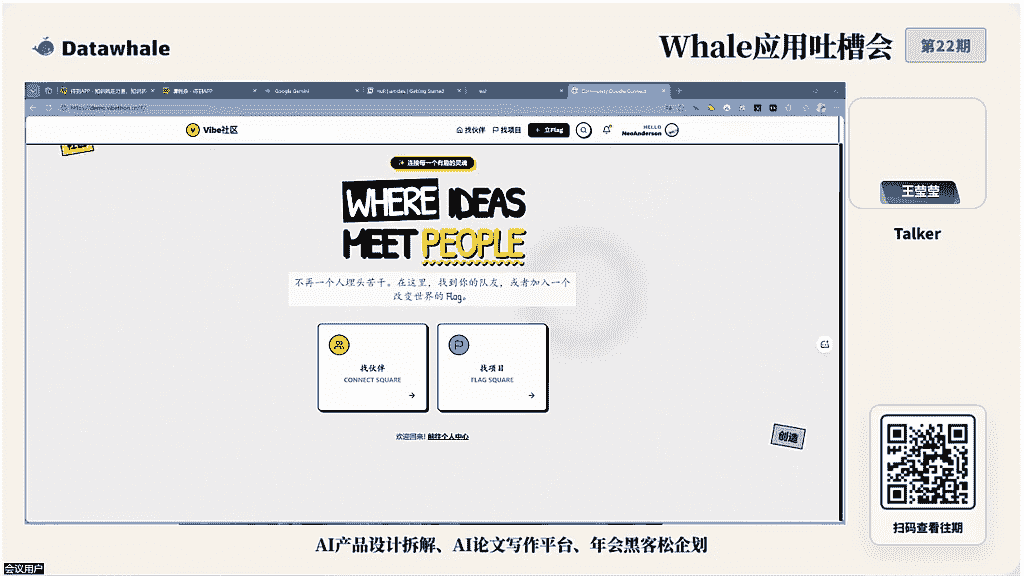 Datawhale
Whale应用吐槽会
第22期
Google Gemini
Community Double Connect
Vibe社区
找伙伴
找项目
+ 立Flag
HELLO
NeoAnderson
连接每一个有趣的灵魂
WHERE IDEAS
MEET PEOPLE
不再一个人埋头苦干。在这里，找到你的队友，或者加入一个
改变世界的 Flag。
找伙伴
CONNECT SQUARE
找项目
FLAG SQUARE
欢迎回来! 前往个人中心
创造
王莹莹
Talker
扫码查看往期
AI产品设计拆解、AI论文写作平台、年会黑客松企划
会议用户